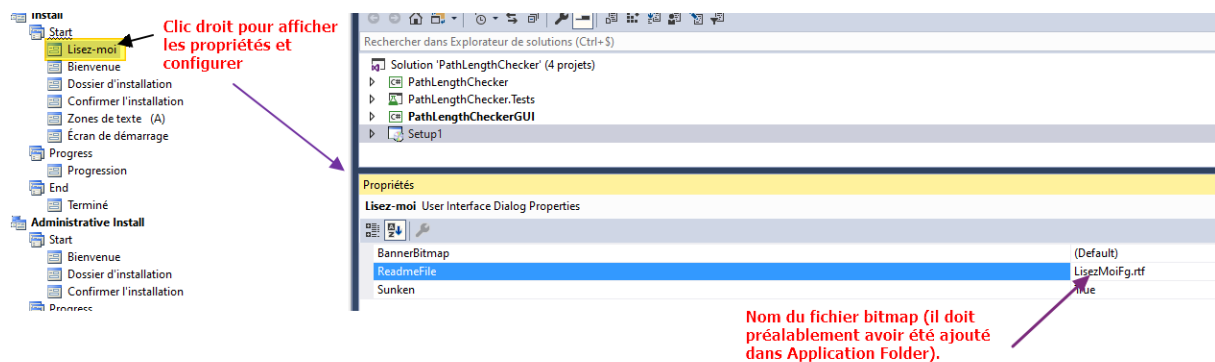 Install
Start
Lisez-moi
Bienvenue
Dossier d'installation
Confirmer l'installation
Zones de texte (A)
Écran de démarrage
Progress
Progression
End
Terminé
Administrative Install
Start
Bienvenue
Dossier d'installation
Confirmer l'installation
Progress
Clic droit pour afficher
les propriétés et
configurer
Rechercher dans Explorateur de solutions (Ctrl+$)
Solution 'PathLengthChecker' (4 projets)
C# PathLengthChecker
PathLengthChecker.Tests
C# PathLengthCheckerGUI
Setup1
Propriétés
Lisez-moi User Interface Dialog Properties
BannerBitmap (Default)
ReadmeFile LisezMoiFg.rtf
Sunken True
Nom du fichier bitmap (il doit
préalablement avoir été ajouté
dans Application Folder).